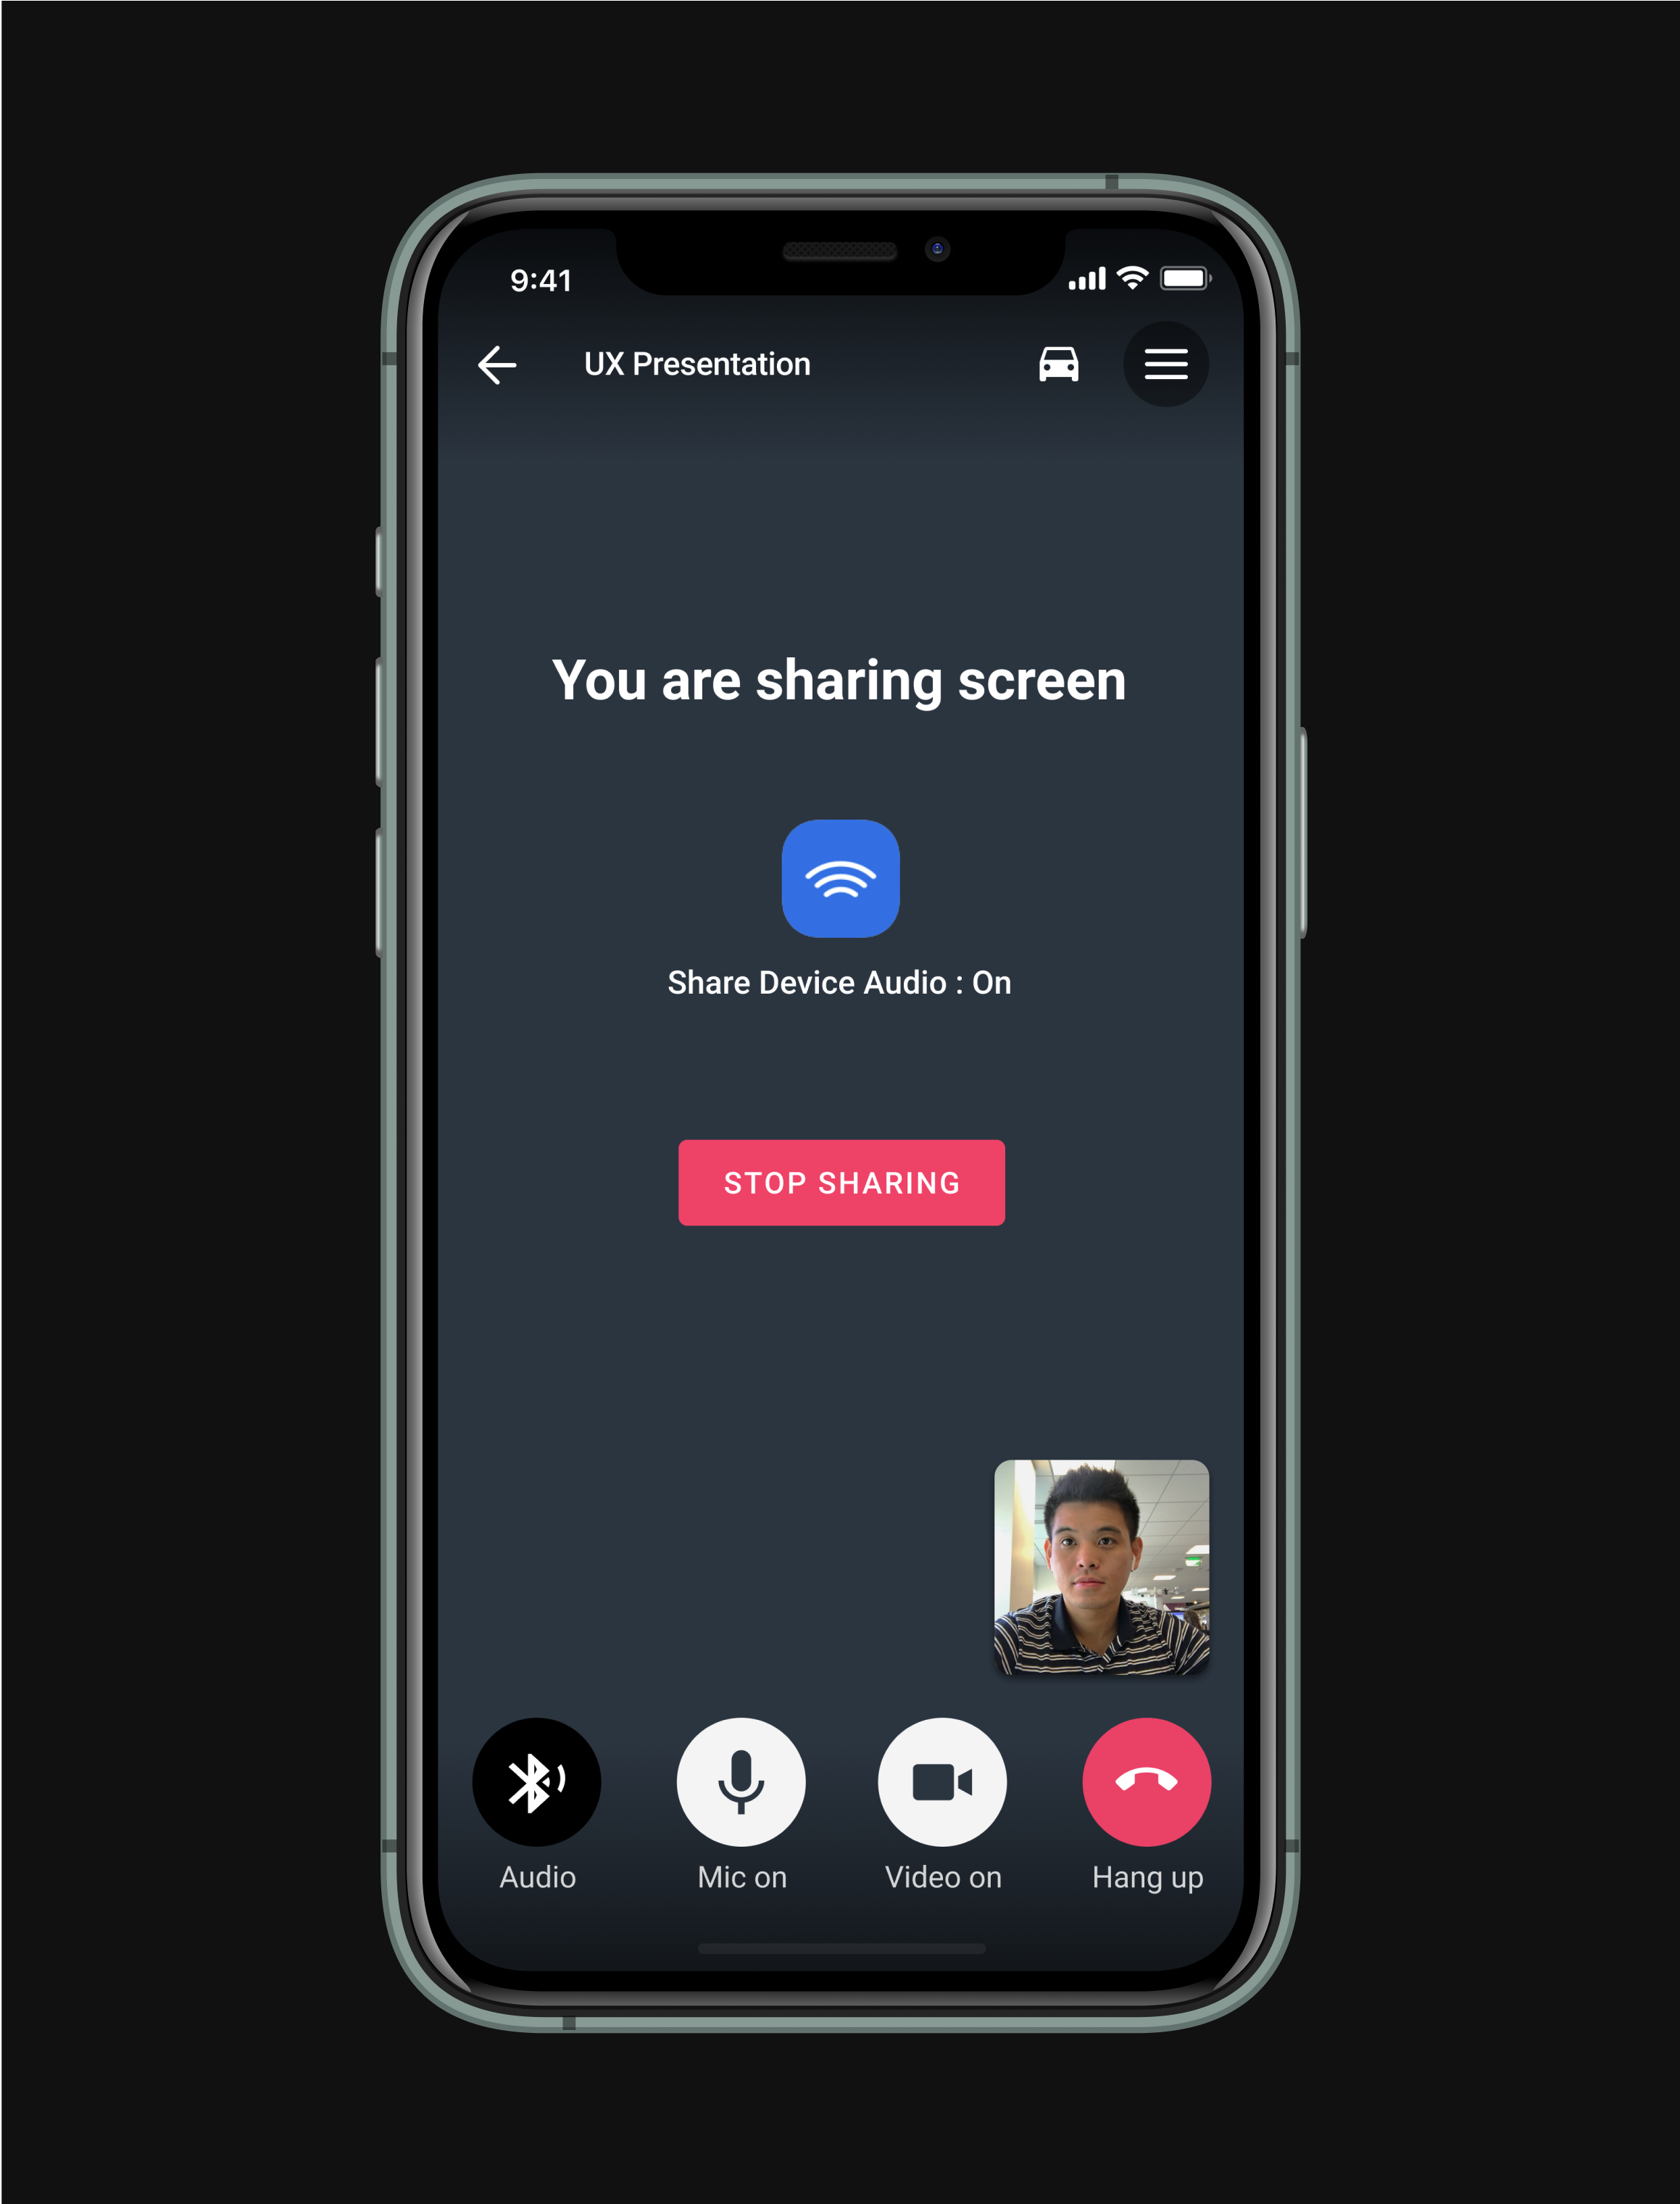 9:41
UX Presentation
You are sharing screen
Share Device Audio : On
STOP SHARING
Audio
Mic on
Video on
Hang up